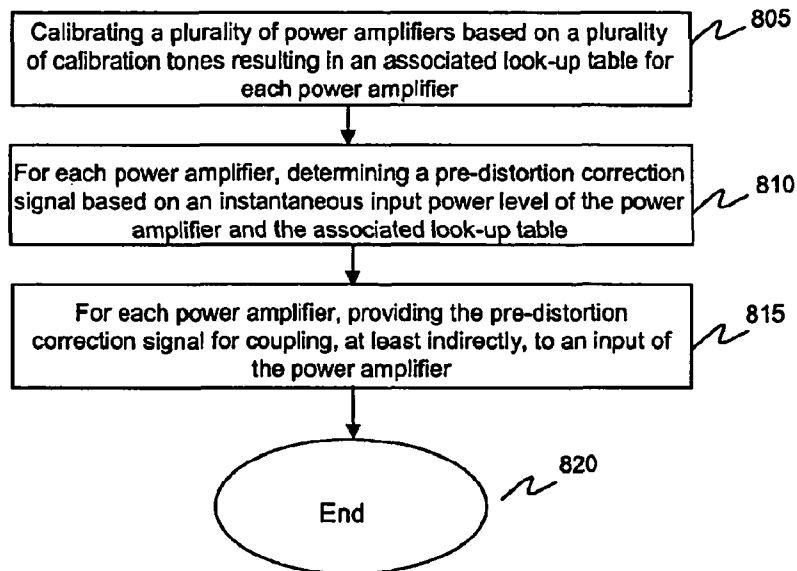 Calibrating a plurality of power amplifiers based on a plurality
of calibration tones resulting in an associated look-up table for
each power amplifier
805
For each power amplifier, determining a pre-distortion correction
signal based on an instantaneous input power level of the power
amplifier and the associated look-up table
810
For each power amplifier, providing the pre-distortion
correction signal for coupling, at least indirectly, to an input of
the power amplifier
815
820
End